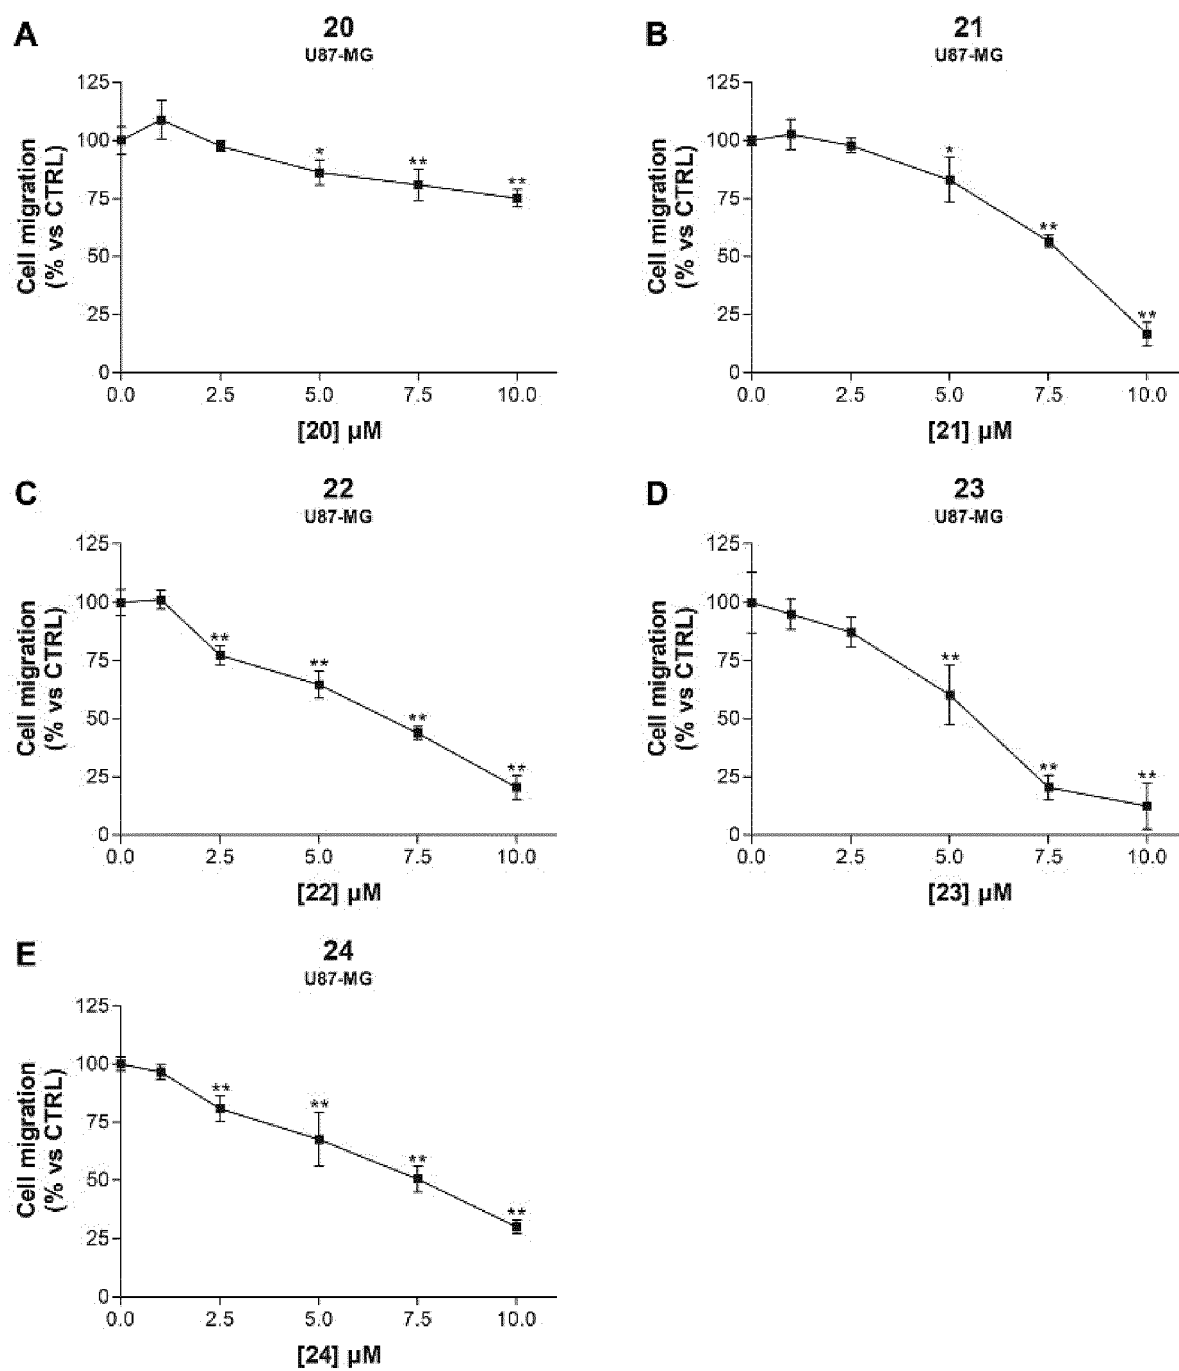 A
20
U87-MG
125
100
75
50
25
0
Cell migration
(% vs CTRL)
*
**
**
0.0 2.5 5.0 7.5 10.0
[20] µM
B
21
U87-MG
125
100
75
50
25
0
Cell migration
(% vs CTRL)
*
**
**
0.0 2.5 5.0 7.5 10.0
[21] µM
C
22
U87-MG
125
100
75
50
25
0
Cell migration
(% vs CTRL)
**
**
**
**
0.0 2.5 5.0 7.5 10.0
[22] µM
D
23
U87-MG
125
100
75
50
25
0
Cell migration
(% vs CTRL)
**
**
**
0.0 2.5 5.0 7.5 10.0
[23] µM
E
24
U87-MG
125
100
75
50
25
0
Cell migration
(% vs CTRL)
**
**
**
**
0.0 2.5 5.0 7.5 10.0
[24] µM